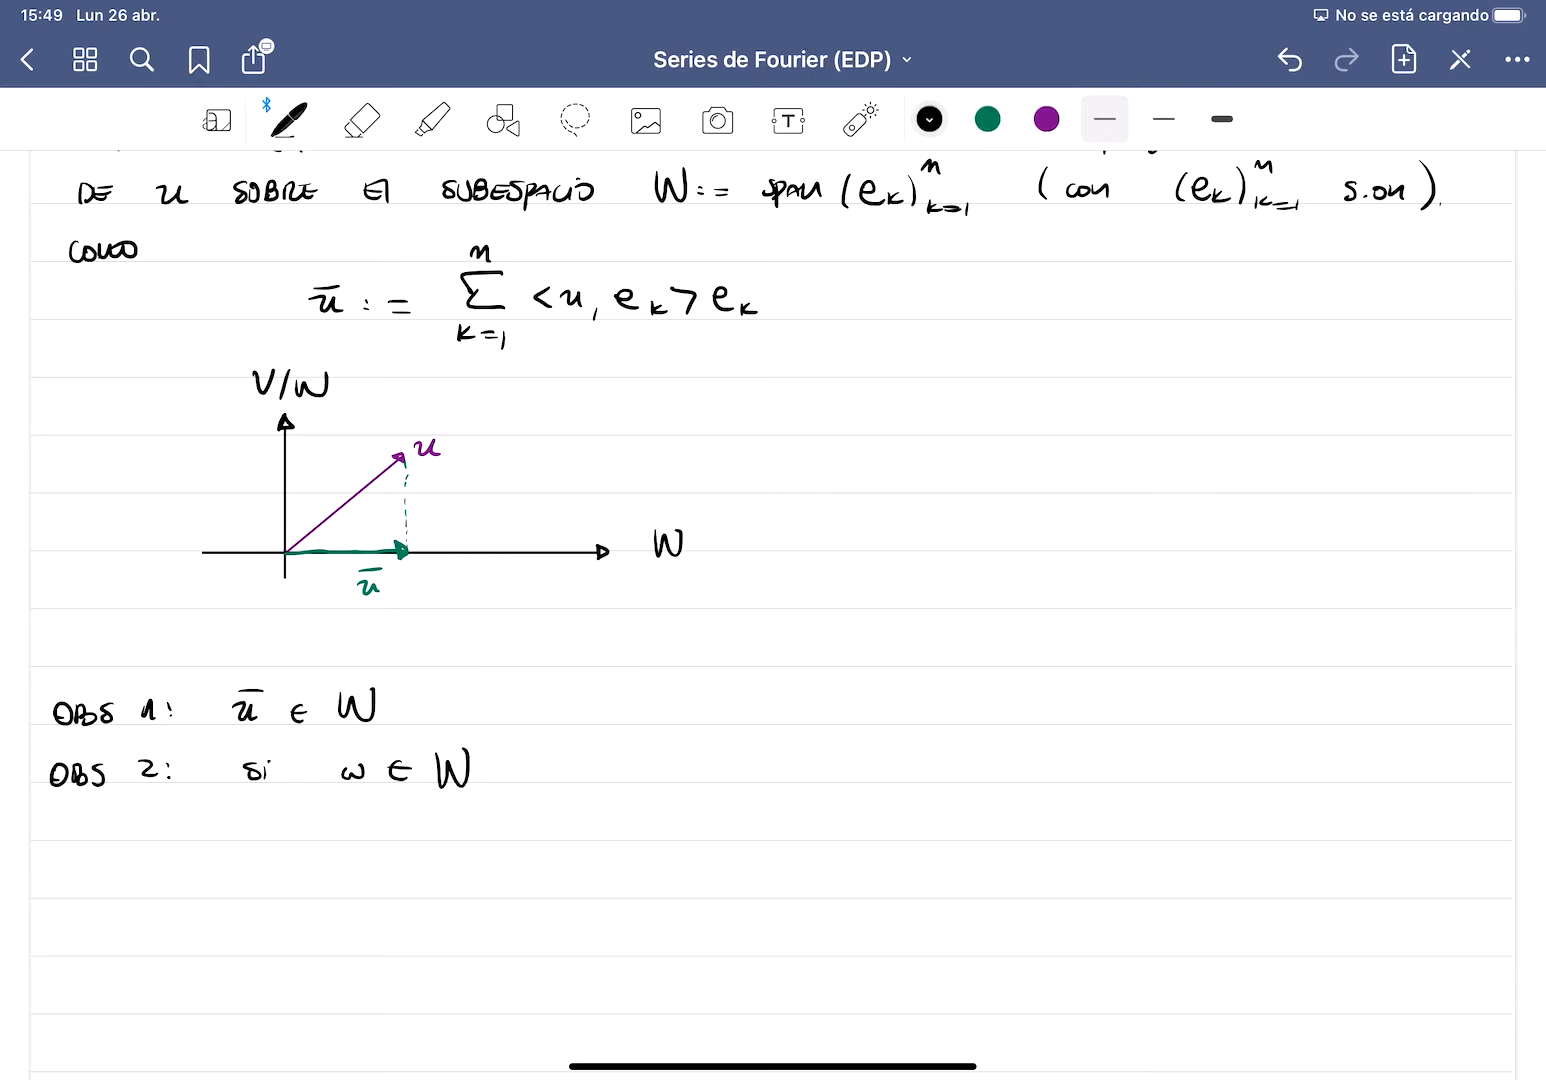 15:49 Lun 26 abr. No se está cargando
Series de Fourier (EDP)
DE u SOBRE El SUBESPACIO W := span (e_k)_{k=1}^{n} (con (e_k)_{k=1}^{n} s.on).
como
ū := ∑_{k=1}^{n} <u, e_k> e_k
V/W
u
W
ū
OBS 1: ū ∈ W
OBS 2: si w ∈ W